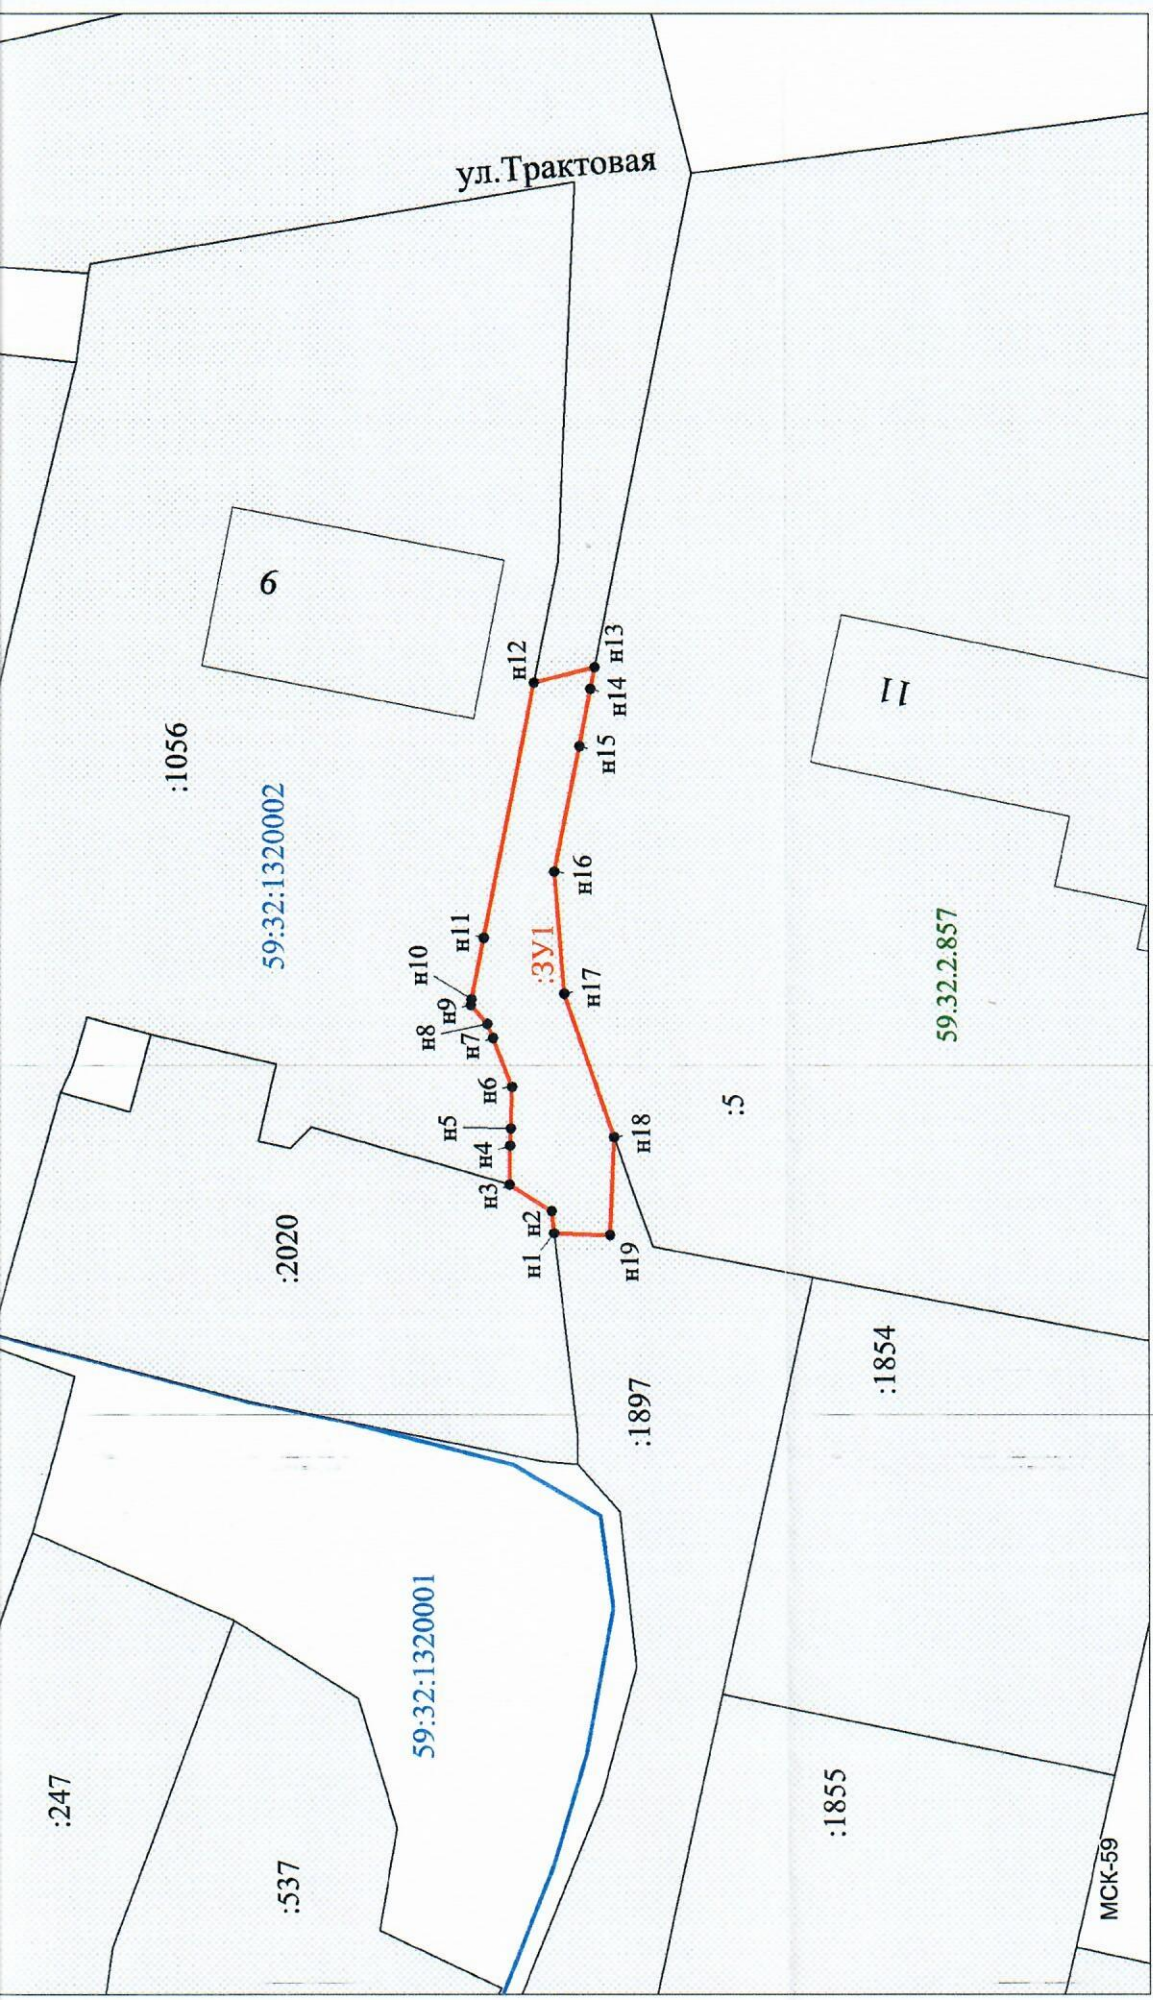 :247
:537
59:32:1320001
:2020
:1056
59:32:1320002
6
ул.Трактовая
н1
н2
н3
н4
н5
н6
н7
н8
н9
н10
н11
н12
н13
н14
н15
н16
н17
н18
н19
:ЗУ1
:1897
:5
59.32.2.857
11
:1854
:1855
МСК-59